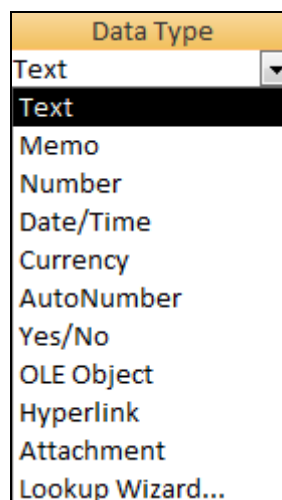 Data Type
Text
Text
Memo
Number
Date/Time
Currency
AutoNumber
Yes/No
OLE Object
Hyperlink
Attachment
Lookup Wizard...